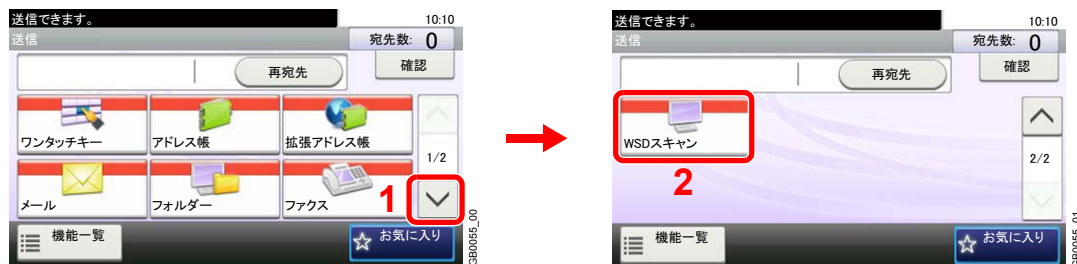 送信できます。
10:10
送信
宛先数: 0
再宛先
確認
ワンタッチキー
アドレス帳
拡張アドレス帳
1/2
メール
フォルダー
ファクス
1
機能一覧
お気に入り
GB0055_00
送信できます。
10:10
送信
宛先数: 0
再宛先
確認
WSDスキャン
2/2
2
機能一覧
お気に入り
GB0055_01